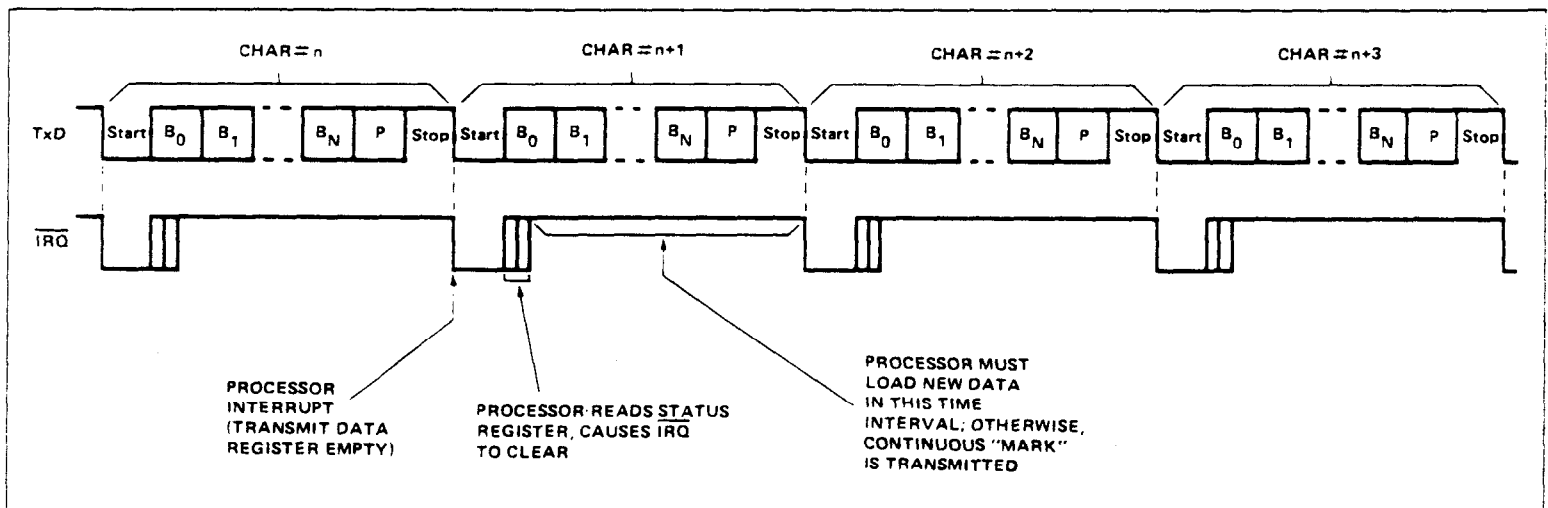 CHAR#n CHAR#n+1 CHAR#n+2 CHAR#n+3
TxD Start B0 B1 BN P Stop Start B0 B1 BN P Stop Start B0 B1 BN P Stop Start B0 B1 BN P Stop
IRQ
PROCESSOR
INTERRUPT
(TRANSMIT DATA
REGISTER EMPTY)
PROCESSOR READS STATUS
REGISTER, CAUSES IRQ
TO CLEAR
PROCESSOR MUST
LOAD NEW DATA
IN THIS TIME
INTERVAL; OTHERWISE,
CONTINUOUS "MARK"
IS TRANSMITTED